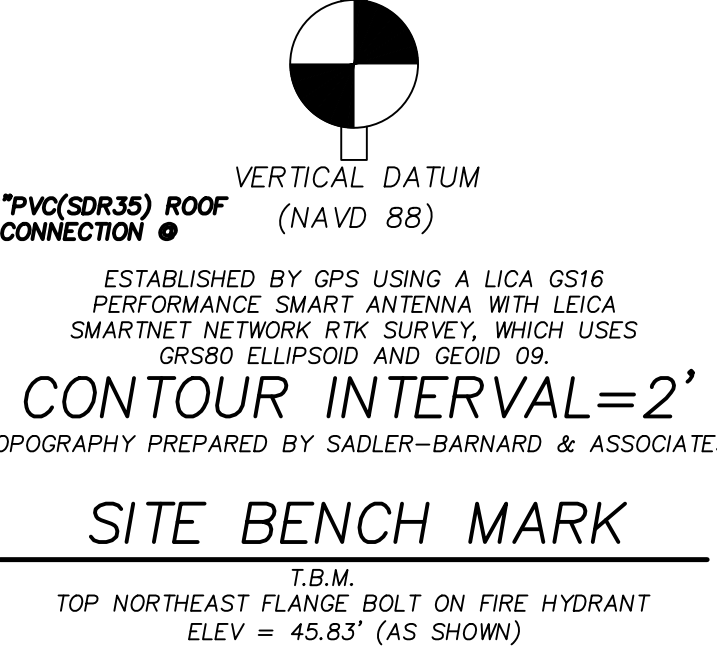 VERTICAL DATUM
(NAVD 88)
"PVC(SDR35) ROOF
CONNECTION @
ESTABLISHED BY GPS USING A LICA GS16
PERFORMANCE SMART ANTENNA WITH LEICA
SMARTNET NETWORK RTK SURVEY, WHICH USES
GRS80 ELLIPSOID AND GEOID 09.
CONTOUR INTERVAL=2'
OPOGRAPHY PREPARED BY SADLER-BARNARD & ASSOCIATES
SITE BENCH MARK
T.B.M.
TOP NORTHEAST FLANGE BOLT ON FIRE HYDRANT
ELEV = 45.83' (AS SHOWN)